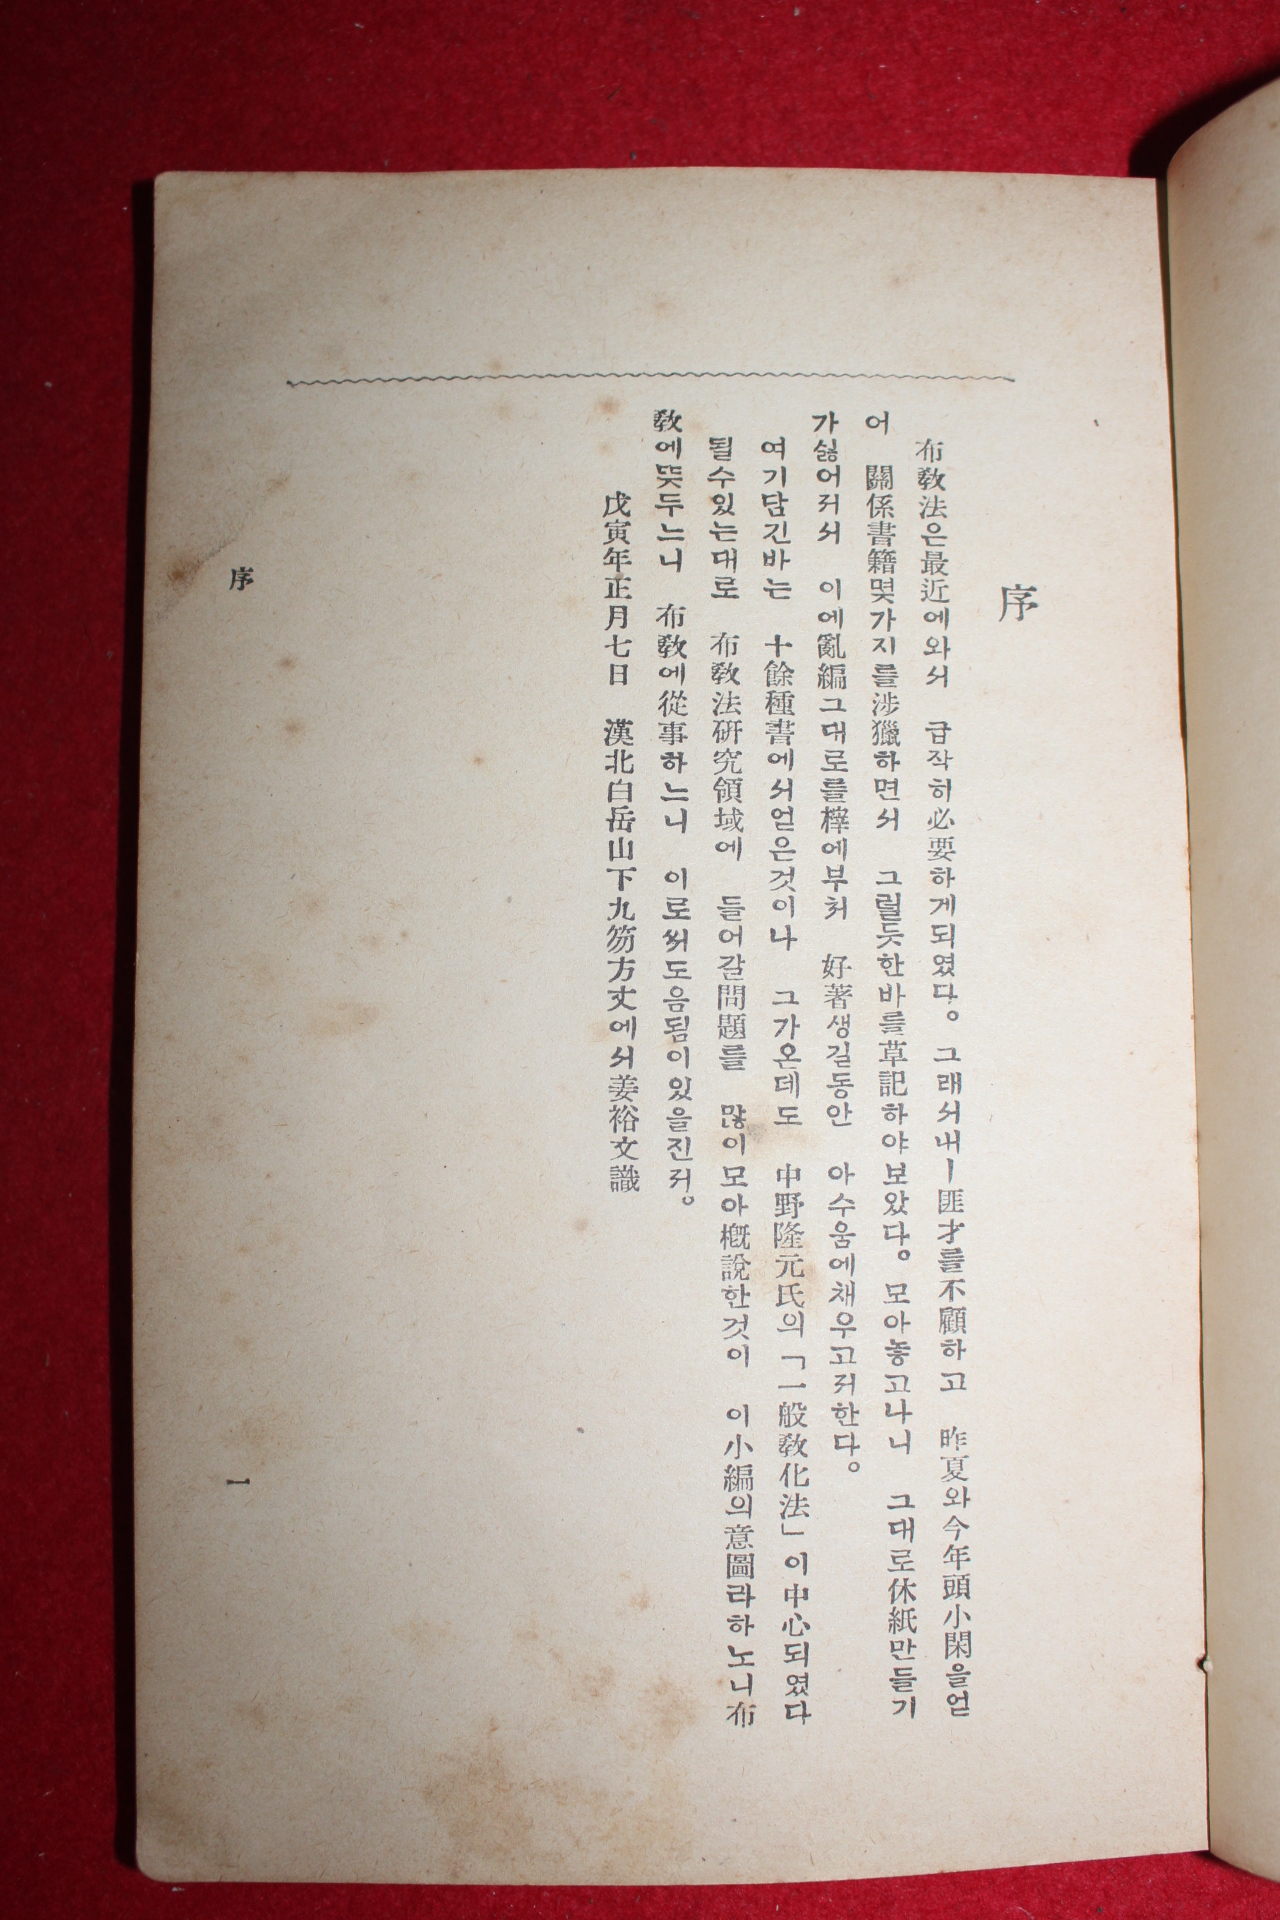 序
布敎法은最近에와서 급작히必要하게되였다。그래서내ㅣ匪才를不顧하고 昨夏와今年頭小閑을얻
어 關係書籍몇가지를涉獵하면서 그럴듯한바를草記하야보았다。모아놓고나니 그대로休紙만들기
가싫어저서 이에亂編그대로를梓에부처 好著생길동안 아수움에채우고저한다。
여기담긴바는 十餘種書에서얻은것이나 그가온데도 中野隆元氏의「一般敎化法」이中心되였다
될수있는대로 布敎法硏究領域에 들어갈問題를 많이모아槪說한것이 이小編의意圖라하노니布
敎에뜻두느니 布敎에從事하느니 이로써도음됨이있을진저。
戊寅年正月七日 漢北白岳山下九笏方丈에서姜裕文識
序
一